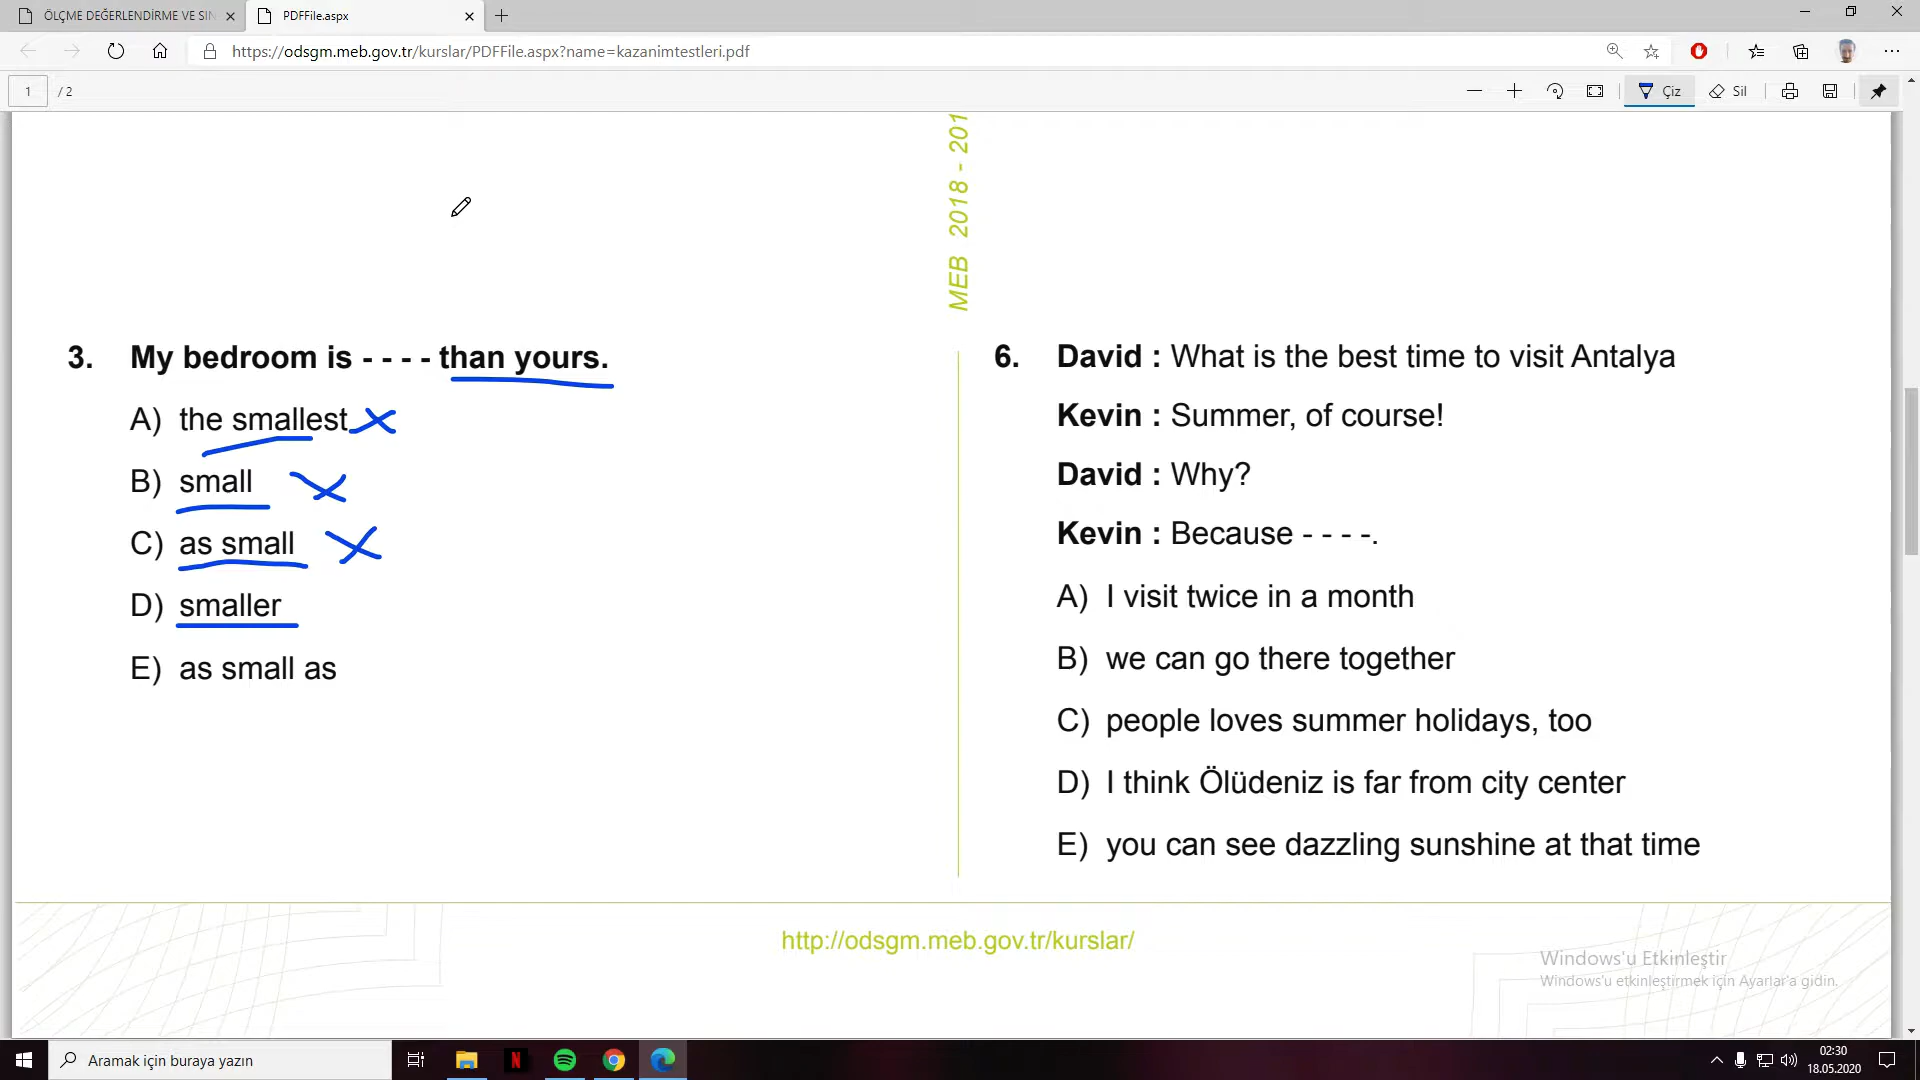 ÖLÇME DEĞERLENDİRME VE SIN
PDFFile.aspx
https://odsgm.meb.gov.tr/kurslar/PDFFile.aspx?name=kazanimtestleri.pdf
1 / 2
Çiz
Sil
MEB 2018 - 201
3. My bedroom is - - - - than yours.
A) the smallest
B) small
C) as small
D) smaller
E) as small as
6. David : What is the best time to visit Antalya
Kevin : Summer, of course!
David : Why?
Kevin : Because - - - -.
A) I visit twice in a month
B) we can go there together
C) people loves summer holidays, too
D) I think Ölüdeniz is far from city center
E) you can see dazzling sunshine at that time
http://odsgm.meb.gov.tr/kurslar/
Windows'u Etkinleştir
Windows'u etkinleştirmek için Ayarlar'a gidin.
Aramak için buraya yazın
02:30
18.05.2020